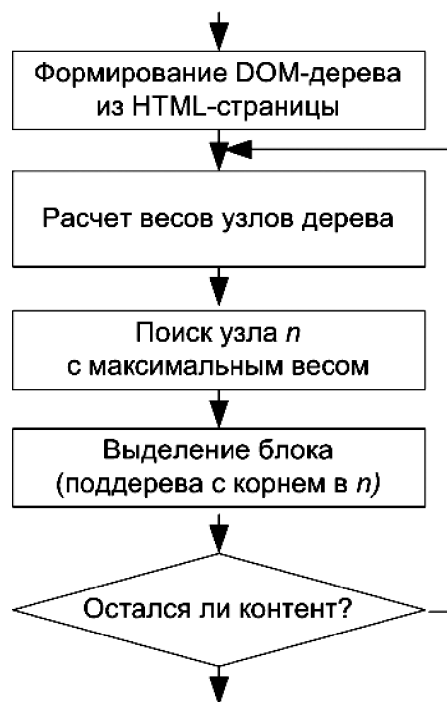 Формирование DOM-дерева
из HTML-страницы
Расчет весов узлов дерева
Поиск узла n
с максимальным весом
Выделение блока
(поддерева с корнем в n)
Остался ли контент?